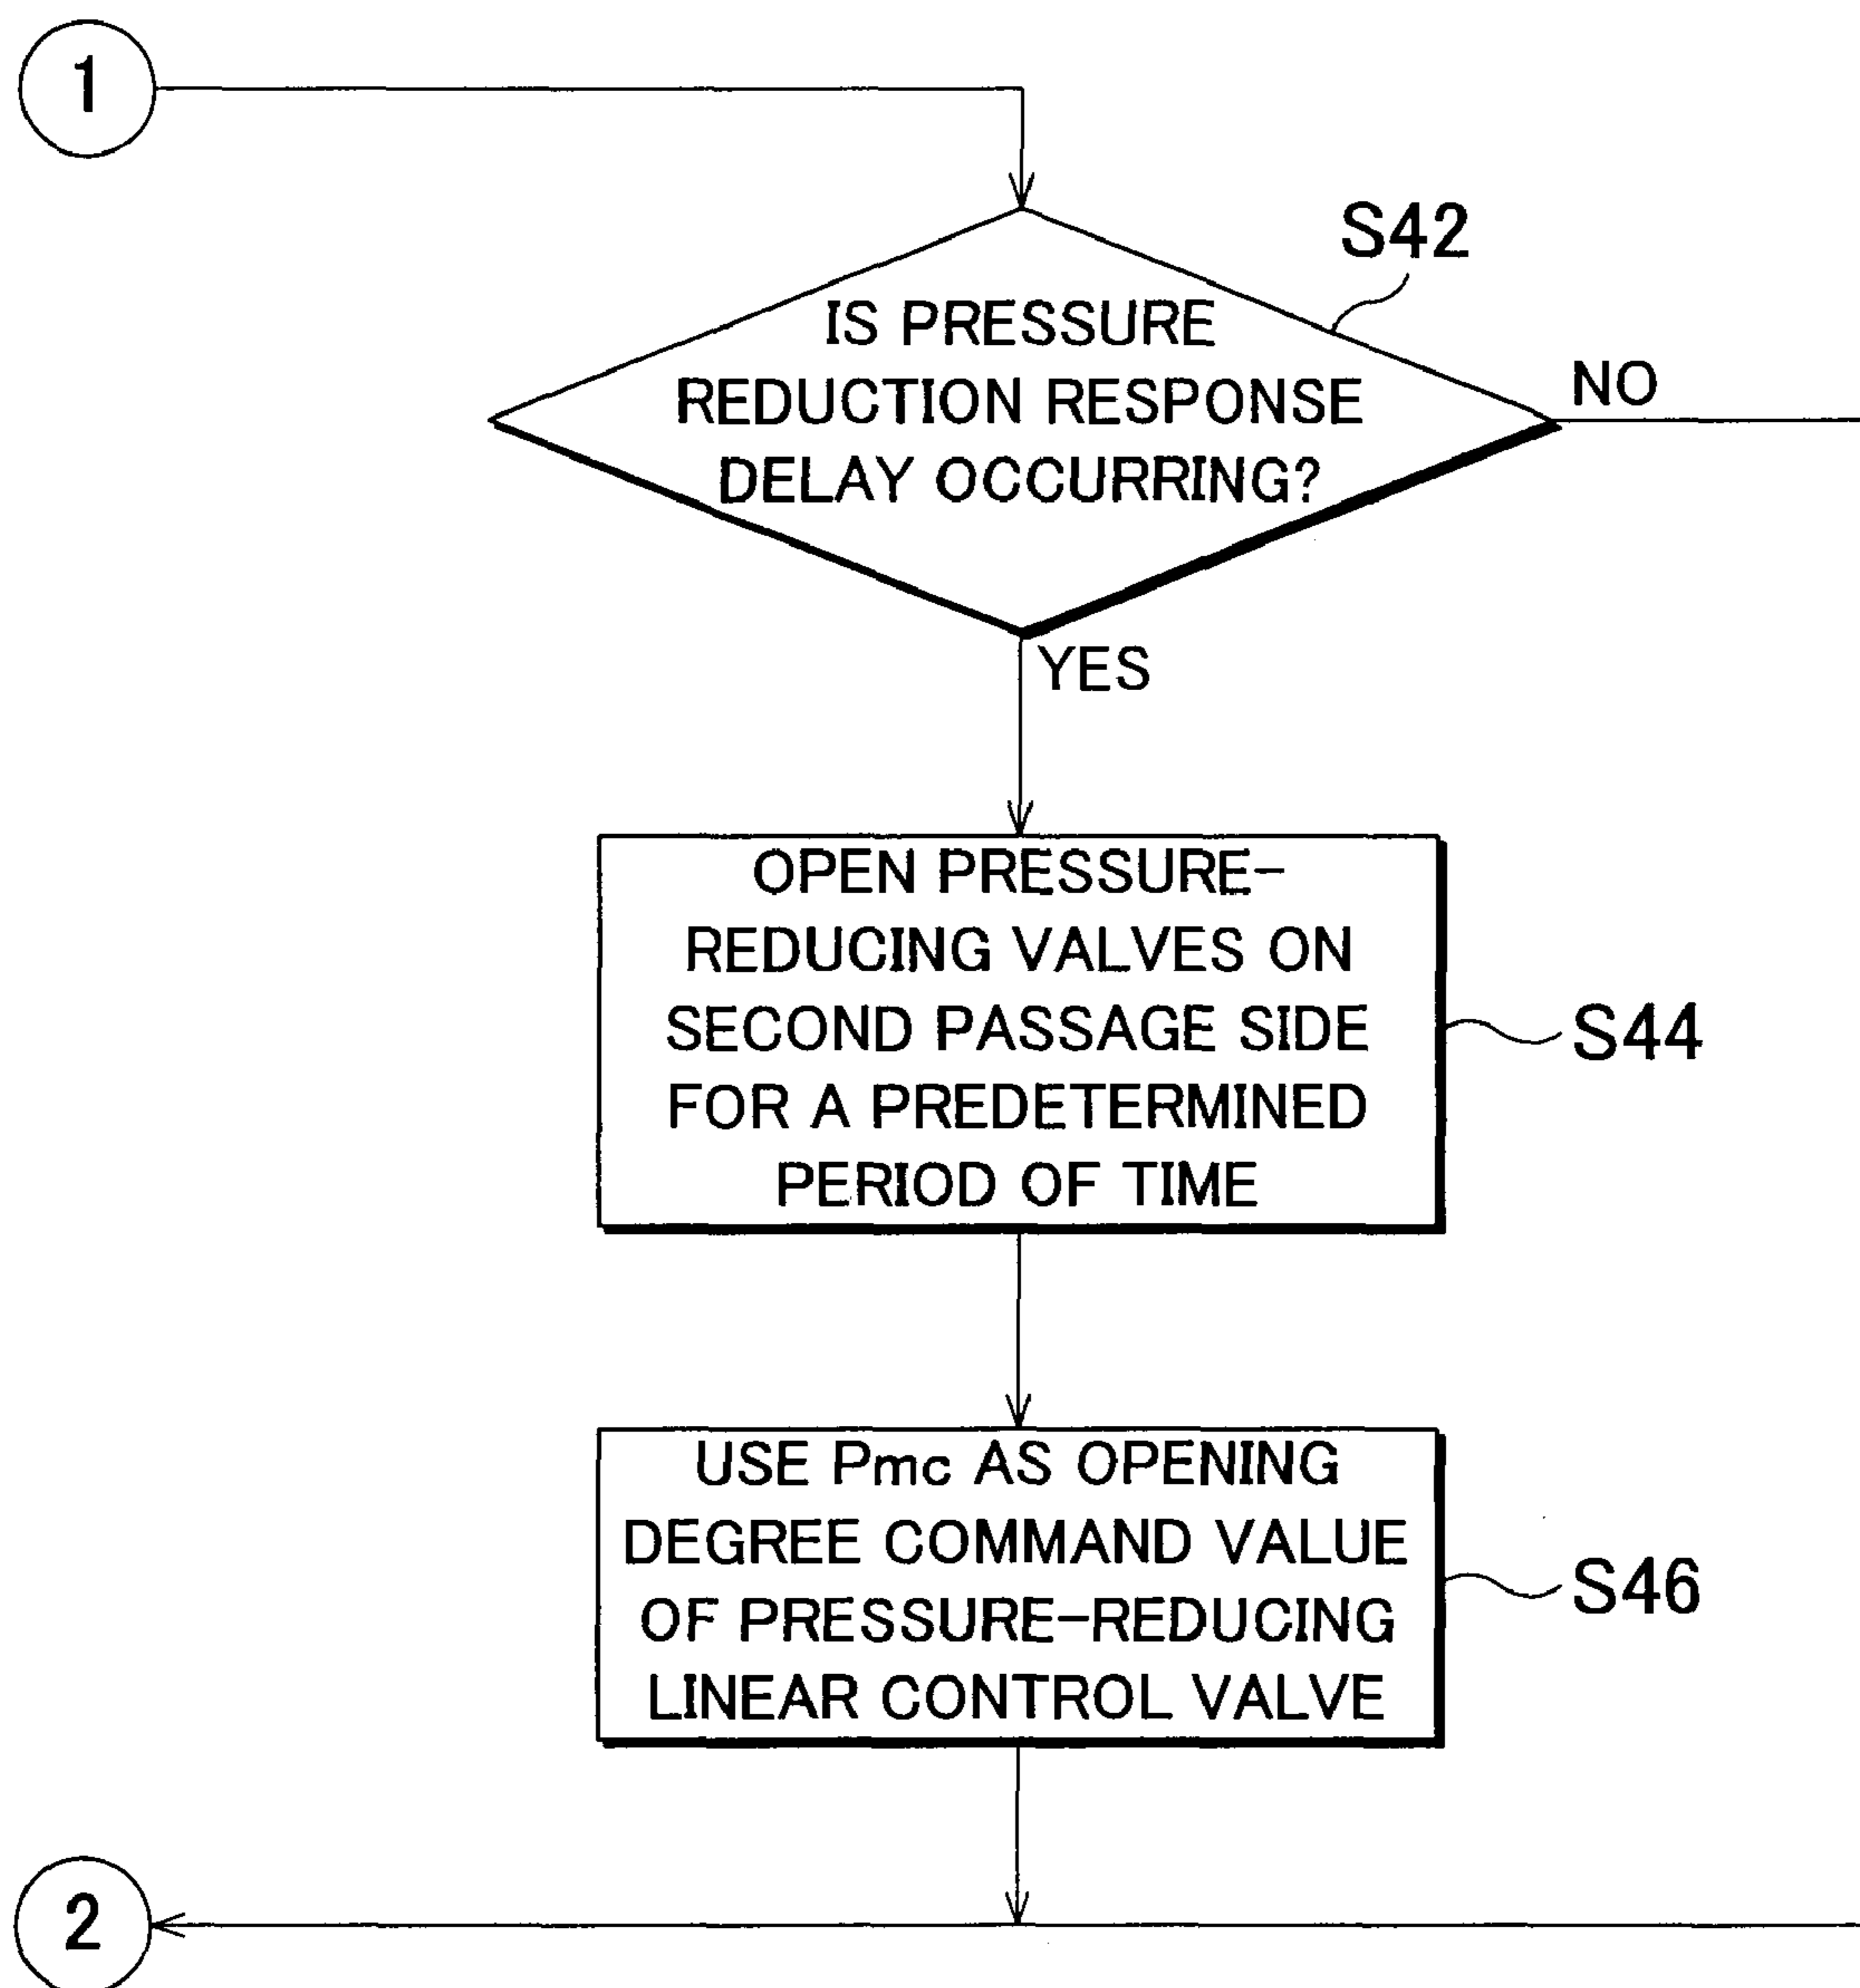 1
S42
IS PRESSURE
REDUCTION RESPONSE
DELAY OCCURRING?
NO
YES
OPEN PRESSURE-
REDUCING VALVES ON
SECOND PASSAGE SIDE
FOR A PREDETERMINED
PERIOD OF TIME
S44
USE Pmc AS OPENING
DEGREE COMMAND VALUE
OF PRESSURE-REDUCING
LINEAR CONTROL VALVE
S46
2